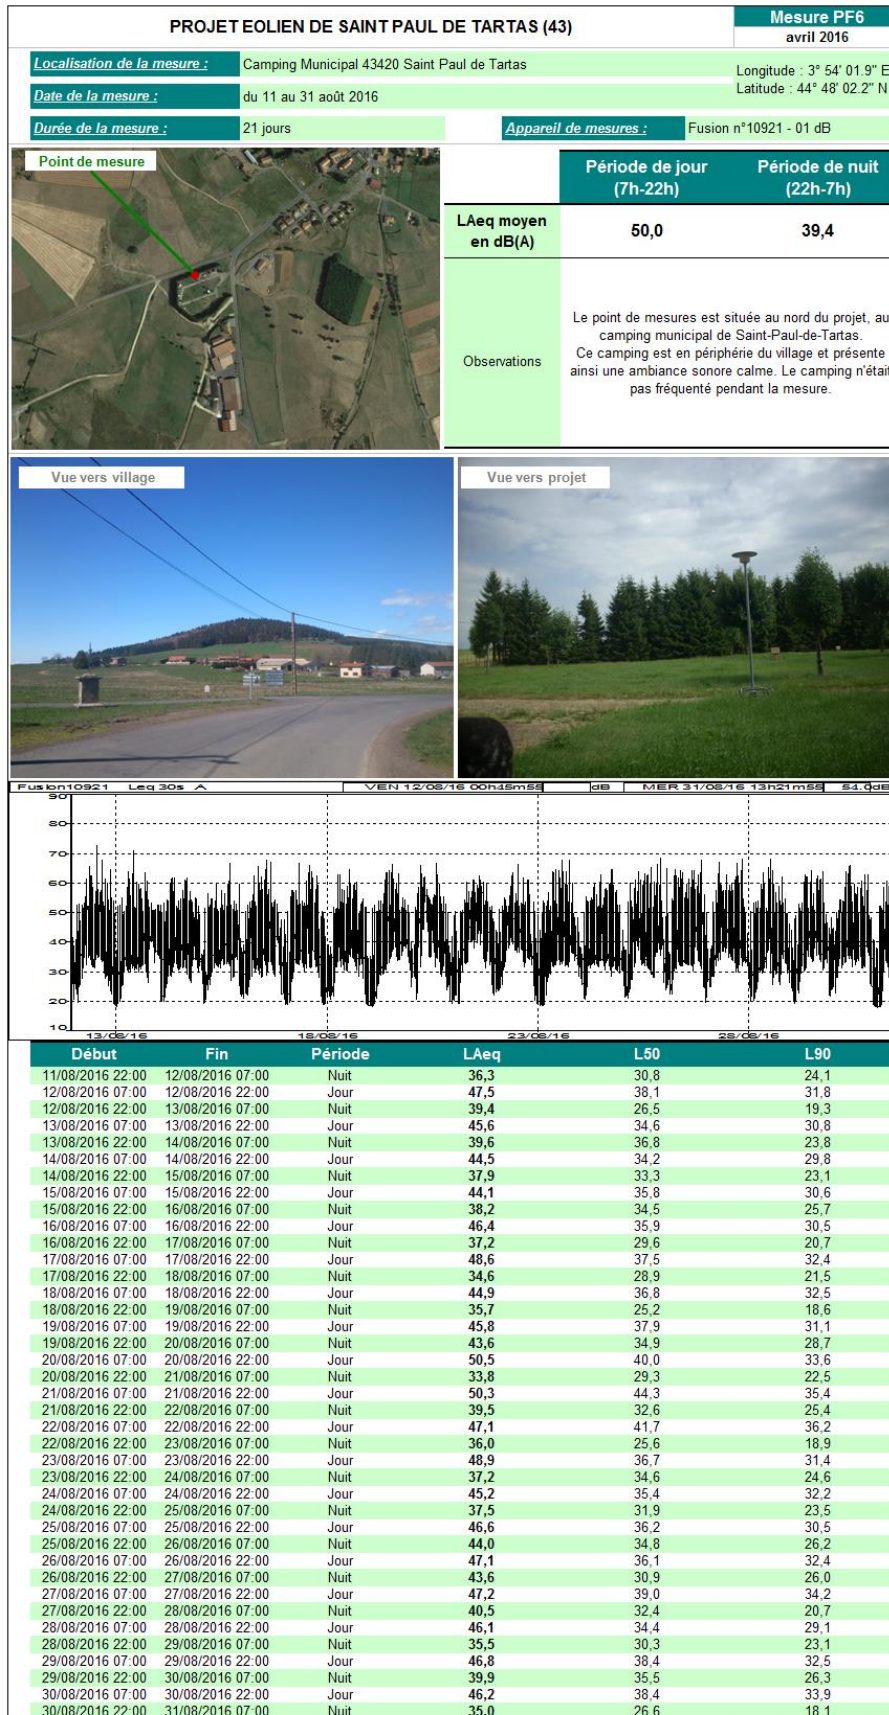 PROJET EOLIEN DE SAINT PAUL DE TARTAS (43)
Mesure PF6
avril 2016
Localisation de la mesure : Camping Municipal 43420 Saint Paul de Tartas
Longitude : 3° 54' 01.9" E
Latitude : 44° 48' 02.2" N
Date de la mesure : du 11 au 31 août 2016
Durée de la mesure : 21 jours Appareil de mesures : Fusion n°10921 - 01 dB
Point de mesure
Période de jour (7h-22h) Période de nuit (22h-7h)
LAeq moyen en dB(A) 50,0 39,4
Observations
Le point de mesures est située au nord du projet, au
camping municipal de Saint-Paul-de-Tartas.
Ce camping est en périphérie du village et présente
ainsi une ambiance sonore calme. Le camping n'était
pas fréquenté pendant la mesure.
Vue vers village
Vue vers projet
Fusion10921 Leq 30s A VEN 12/08/16 00h45m55 dB MER 31/08/16 13h21m55 54.0dB
90
80
70
60
50
40
30
20
10
13/08/16 18/08/16 23/08/16 28/08/16
Début Fin Période LAeq L50 L90
11/08/2016 22:00 12/08/2016 07:00 Nuit 36,3 30,8 24,1
12/08/2016 07:00 12/08/2016 22:00 Jour 47,5 38,1 31,8
12/08/2016 22:00 13/08/2016 07:00 Nuit 39,4 26,5 19,3
13/08/2016 07:00 13/08/2016 22:00 Jour 45,6 34,6 30,8
13/08/2016 22:00 14/08/2016 07:00 Nuit 39,6 36,8 23,8
14/08/2016 07:00 14/08/2016 22:00 Jour 44,5 34,2 29,8
14/08/2016 22:00 15/08/2016 07:00 Nuit 37,9 33,3 23,1
15/08/2016 07:00 15/08/2016 22:00 Jour 44,1 35,8 30,6
15/08/2016 22:00 16/08/2016 07:00 Nuit 38,2 34,5 25,7
16/08/2016 07:00 16/08/2016 22:00 Jour 46,4 35,9 30,5
16/08/2016 22:00 17/08/2016 07:00 Nuit 37,2 29,6 20,7
17/08/2016 07:00 17/08/2016 22:00 Jour 48,6 37,5 32,4
17/08/2016 22:00 18/08/2016 07:00 Nuit 34,6 28,9 21,5
18/08/2016 07:00 18/08/2016 22:00 Jour 44,9 36,8 32,5
18/08/2016 22:00 19/08/2016 07:00 Nuit 35,7 25,2 18,6
19/08/2016 07:00 19/08/2016 22:00 Jour 45,8 37,9 31,1
19/08/2016 22:00 20/08/2016 07:00 Nuit 43,6 34,9 28,7
20/08/2016 07:00 20/08/2016 22:00 Jour 50,5 40,0 33,6
20/08/2016 22:00 21/08/2016 07:00 Nuit 33,8 29,3 22,5
21/08/2016 07:00 21/08/2016 22:00 Jour 50,3 44,3 35,4
21/08/2016 22:00 22/08/2016 07:00 Nuit 39,5 32,6 25,4
22/08/2016 07:00 22/08/2016 22:00 Jour 47,1 41,7 36,2
22/08/2016 22:00 23/08/2016 07:00 Nuit 36,0 25,6 18,9
23/08/2016 07:00 23/08/2016 22:00 Jour 48,9 36,7 31,4
23/08/2016 22:00 24/08/2016 07:00 Nuit 37,2 34,6 24,6
24/08/2016 07:00 24/08/2016 22:00 Jour 45,2 35,4 32,2
24/08/2016 22:00 25/08/2016 07:00 Nuit 37,5 31,9 23,5
25/08/2016 07:00 25/08/2016 22:00 Jour 46,6 36,2 30,5
25/08/2016 22:00 26/08/2016 07:00 Nuit 44,0 34,8 26,2
26/08/2016 07:00 26/08/2016 22:00 Jour 47,1 36,1 32,4
26/08/2016 22:00 27/08/2016 07:00 Nuit 43,6 30,9 26,0
27/08/2016 07:00 27/08/2016 22:00 Jour 47,2 39,0 34,2
27/08/2016 22:00 28/08/2016 07:00 Nuit 40,5 32,4 20,7
28/08/2016 07:00 28/08/2016 22:00 Jour 46,1 34,4 29,1
28/08/2016 22:00 29/08/2016 07:00 Nuit 35,5 30,3 23,1
29/08/2016 07:00 29/08/2016 22:00 Jour 46,8 38,4 32,5
29/08/2016 22:00 30/08/2016 07:00 Nuit 39,9 35,5 26,3
30/08/2016 07:00 30/08/2016 22:00 Jour 46,2 38,4 33,9
30/08/2016 22:00 31/08/2016 07:00 Nuit 35,0 26,6 18,1